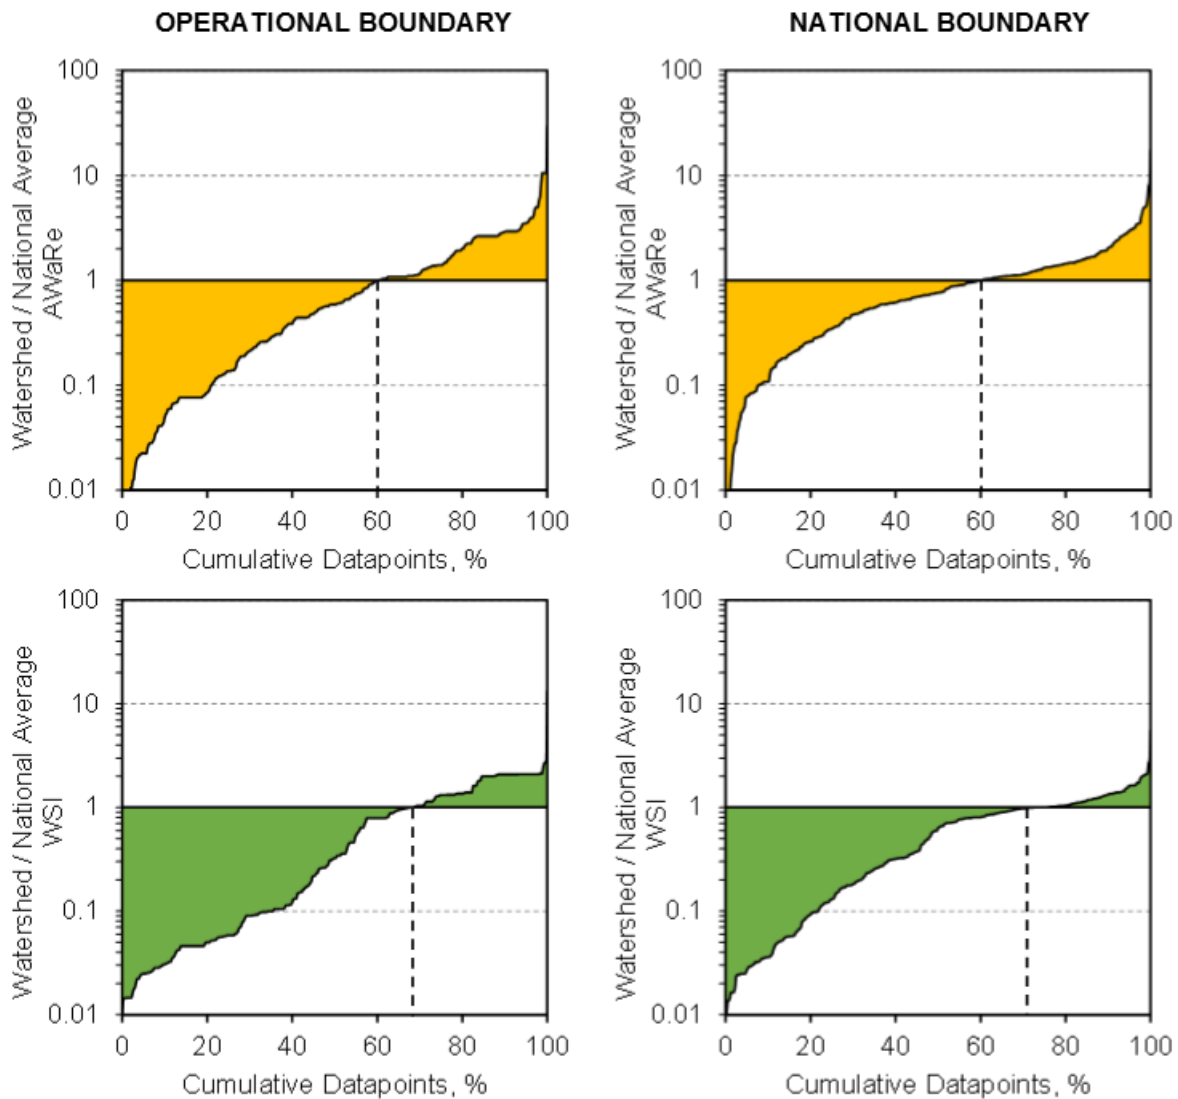 OPERATIONAL BOUNDARY
NATIONAL BOUNDARY
Watershed / National Average
AWaRe
100
10
1
0.1
0.01
0 20 40 60 80 100
Cumulative Datapoints, %
Watershed / National Average
AWaRe
100
10
1
0.1
0.01
0 20 40 60 80 100
Cumulative Datapoints, %
Watershed / National Average
WSI
100
10
1
0.1
0.01
0 20 40 60 80 100
Cumulative Datapoints, %
Watershed / National Average
WSI
100
10
1
0.1
0.01
0 20 40 60 80 100
Cumulative Datapoints, %